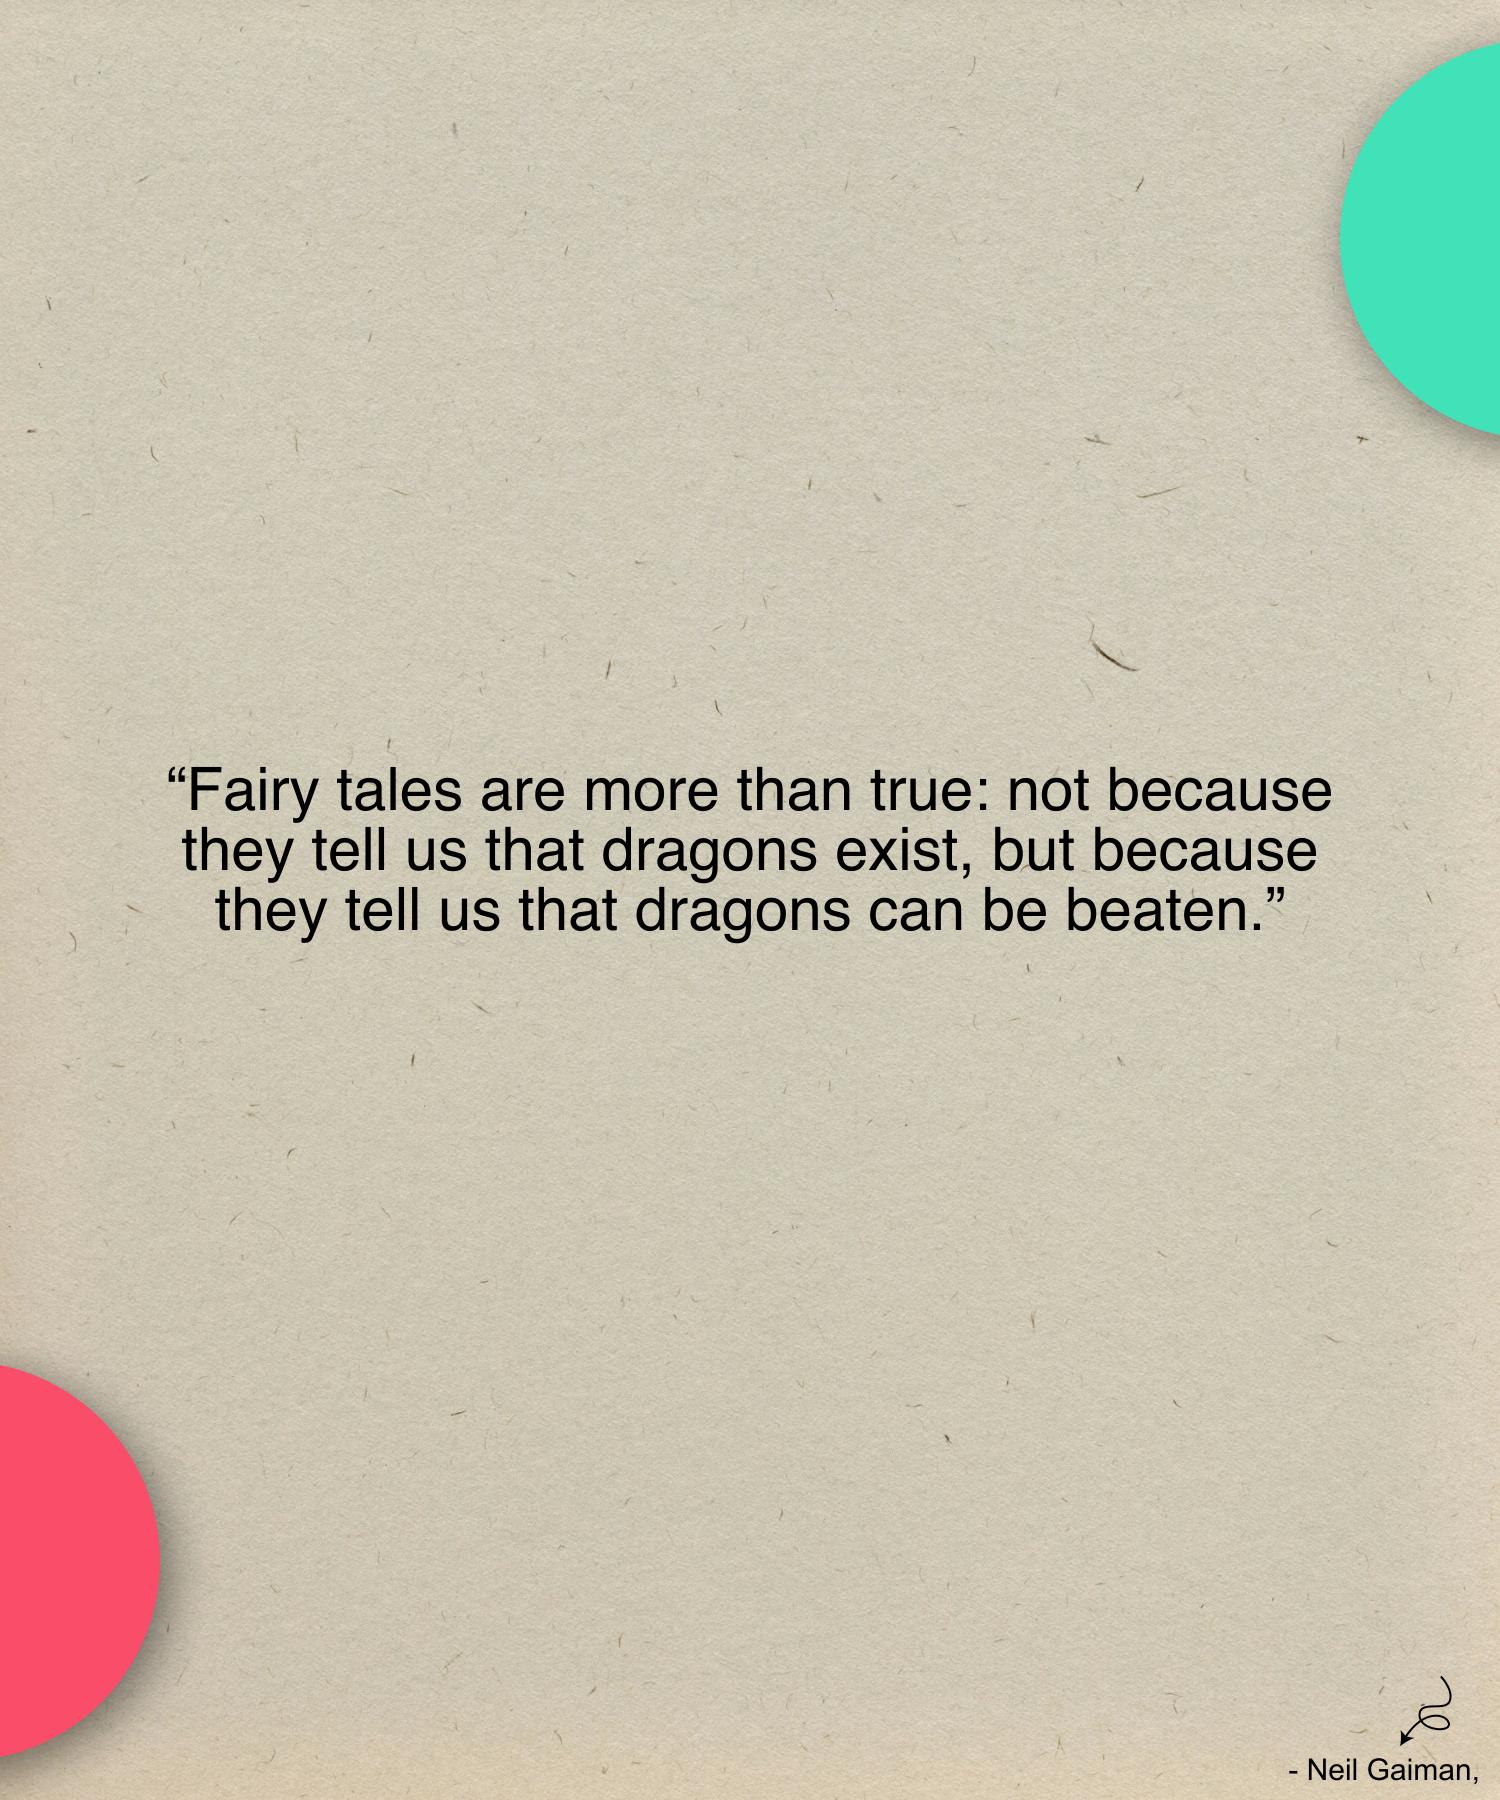 “Fairy tales are more than true: not because
they tell us that dragons exist, but because
they tell us that dragons can be beaten.”
- Neil Gaiman,